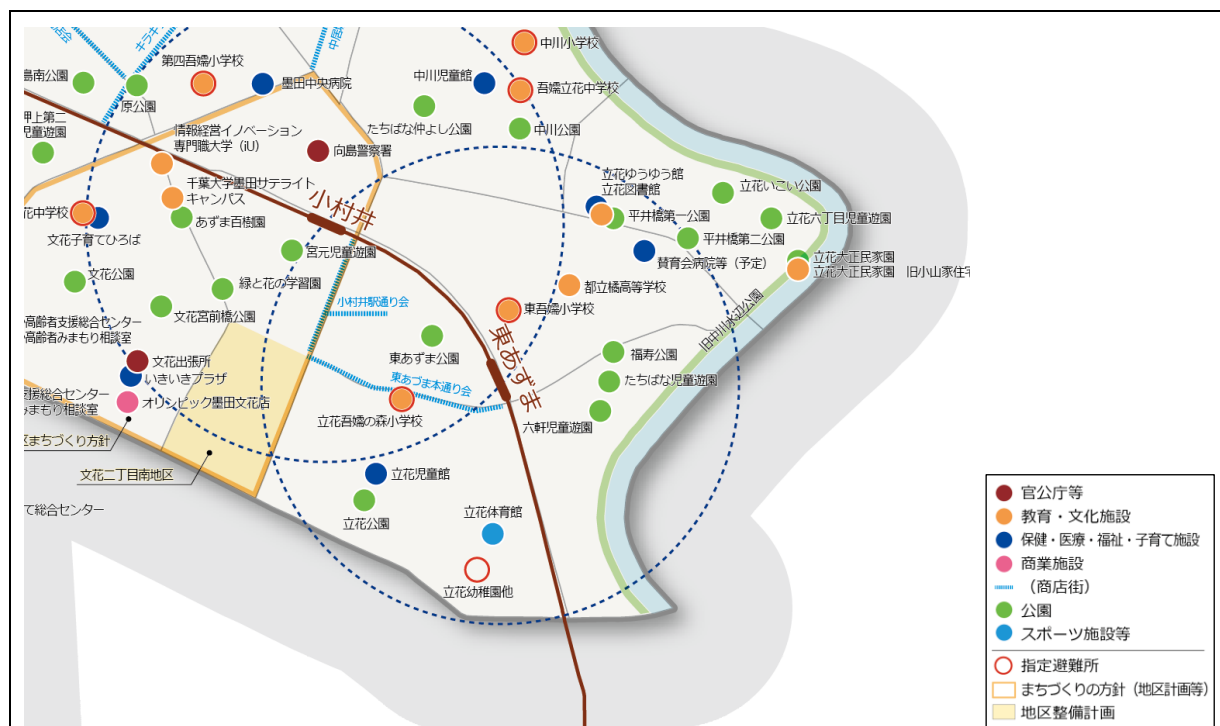 店会
キラキ
中居
中川小学校
第四吾嬬小学校
島南公園
原公園
墨田中央病院
中川児童館
吾嬬立花中学校
押上第二
児童遊園
たちばな仲よし公園
中川公園
情報経営イノベーション
専門職大学（iU）
向島警察署
千葉大学墨田サテライト
キャンパス
小村井
立花ゆうゆう館
立花図書館
立花いこい公園
花中学校
文花子育てひろば
あずま百樹園
平井橋第一公園
立花六丁目児童遊園
平井橋第二公園
宮元児童遊園
賛育会病院等（予定）
立花大正民家園
立花大正民家園　旧小山家住宅
文花公園
緑と花の学習園
都立橘高等学校
小村井駅通り会
文花宮前橋公園
東吾嬬小学校
旧中川水辺公園
高齢者支援総合センター
高齢者みまもり相談室
東あずま公園
東あずま
福寿公園
文花出張所
いきいきプラザ
東あづま本通り会
たちばな児童遊園
支援総合センター
みまもり相談室
オリンピック墨田文花店
立花吾嬬の森小学校
六軒児童遊園
区まちづくり方針
文花二丁目南地区
立花児童館
て総合センター
立花公園
立花体育館
立花幼稚園他
官公庁等
教育・文化施設
保健・医療・福祉・子育て施設
商業施設
（商店街）
公園
スポーツ施設等
指定避難所
まちづくりの方針（地区計画等）
地区整備計画